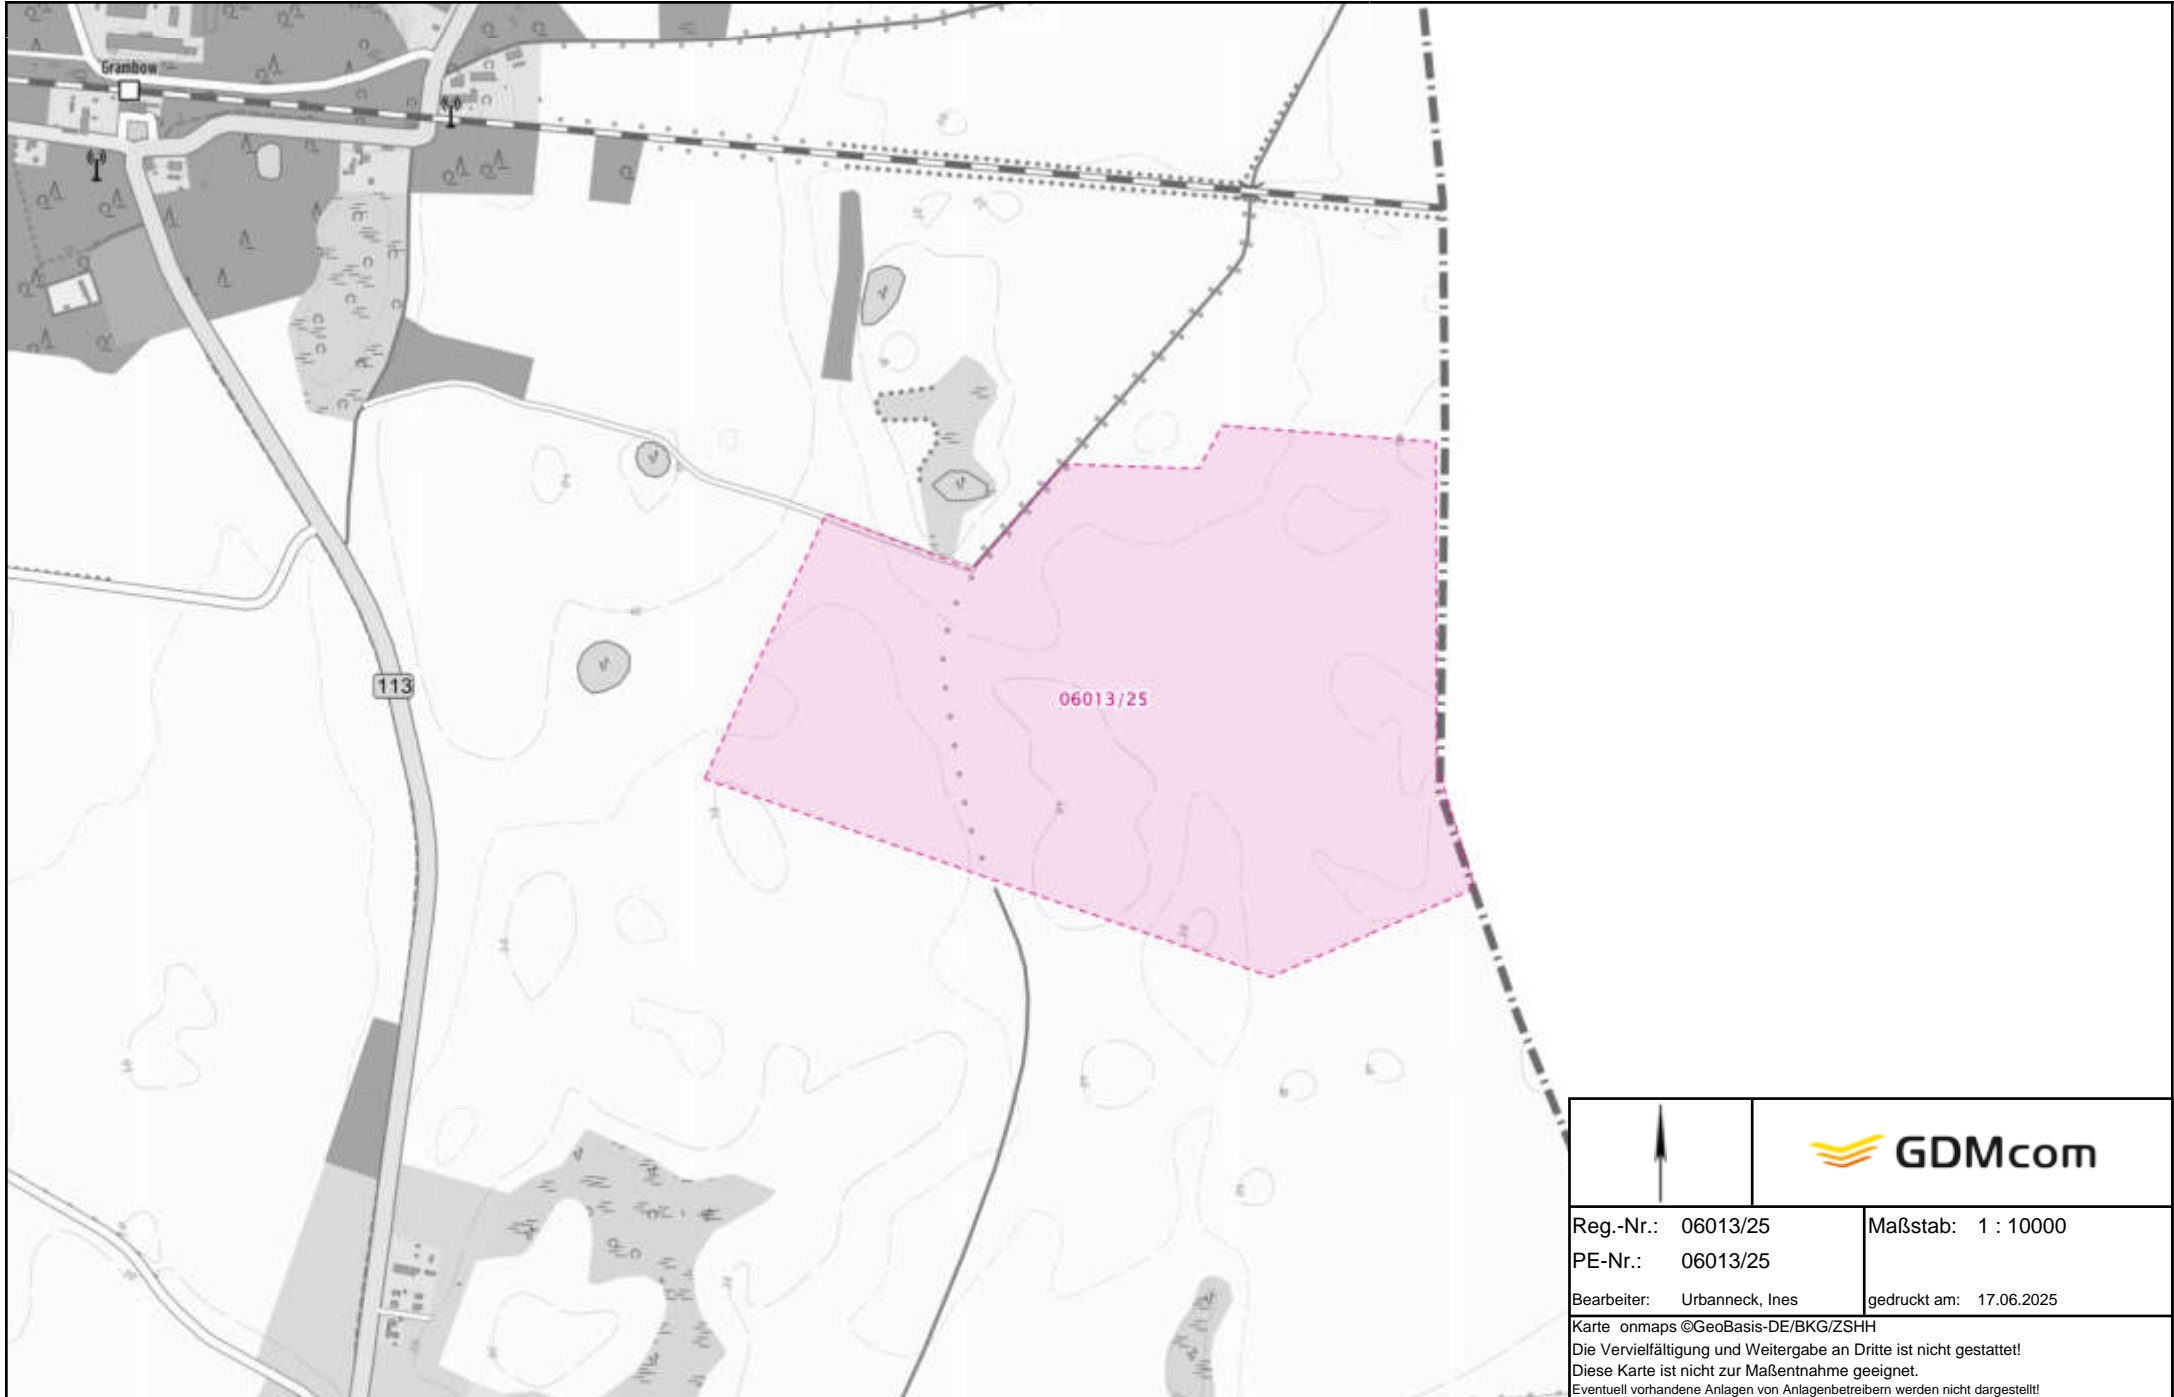 Grambow
113
06013/25
GDMcom
Reg.-Nr.: 06013/25
Maßstab: 1 : 10000
PE-Nr.: 06013/25
Bearbeiter: Urbanneck, Ines
gedruckt am: 17.06.2025
Karte onmaps ©GeoBasis-DE/BKG/ZSHH
Die Vervielfältigung und Weitergabe an Dritte ist nicht gestattet!
Diese Karte ist nicht zur Maßentnahme geeignet.
Eventuell vorhandene Anlagen von Anlagenbetreibern werden nicht dargestellt!